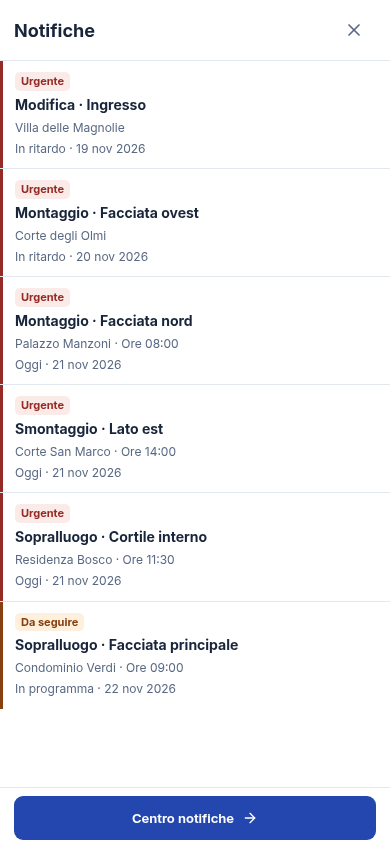 Notifiche
Urgente
Modifica · Ingresso
Villa delle Magnolie
In ritardo · 19 nov 2026
Urgente
Montaggio · Facciata ovest
Corte degli Olmi
In ritardo · 20 nov 2026
Urgente
Montaggio · Facciata nord
Palazzo Manzoni · Ore 08:00
Oggi · 21 nov 2026
Urgente
Smontaggio · Lato est
Corte San Marco · Ore 14:00
Oggi · 21 nov 2026
Urgente
Sopralluogo · Cortile interno
Residenza Bosco · Ore 11:30
Oggi · 21 nov 2026
Da seguire
Sopralluogo · Facciata principale
Condominio Verdi · Ore 09:00
In programma · 22 nov 2026
Centro notifiche